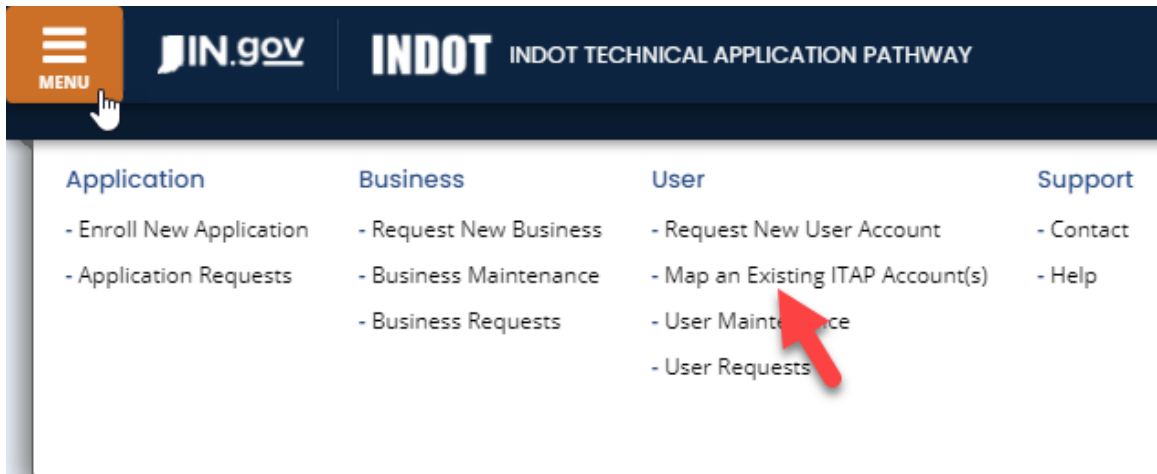 MENU
IN.gov
INDOT INDOT TECHNICAL APPLICATION PATHWAY
Application
- Enroll New Application
- Application Requests
Business
- Request New Business
- Business Maintenance
- Business Requests
User
- Request New User Account
- Map an Existing ITAP Account(s)
- User Maintenance
- User Requests
Support
- Contact
- Help